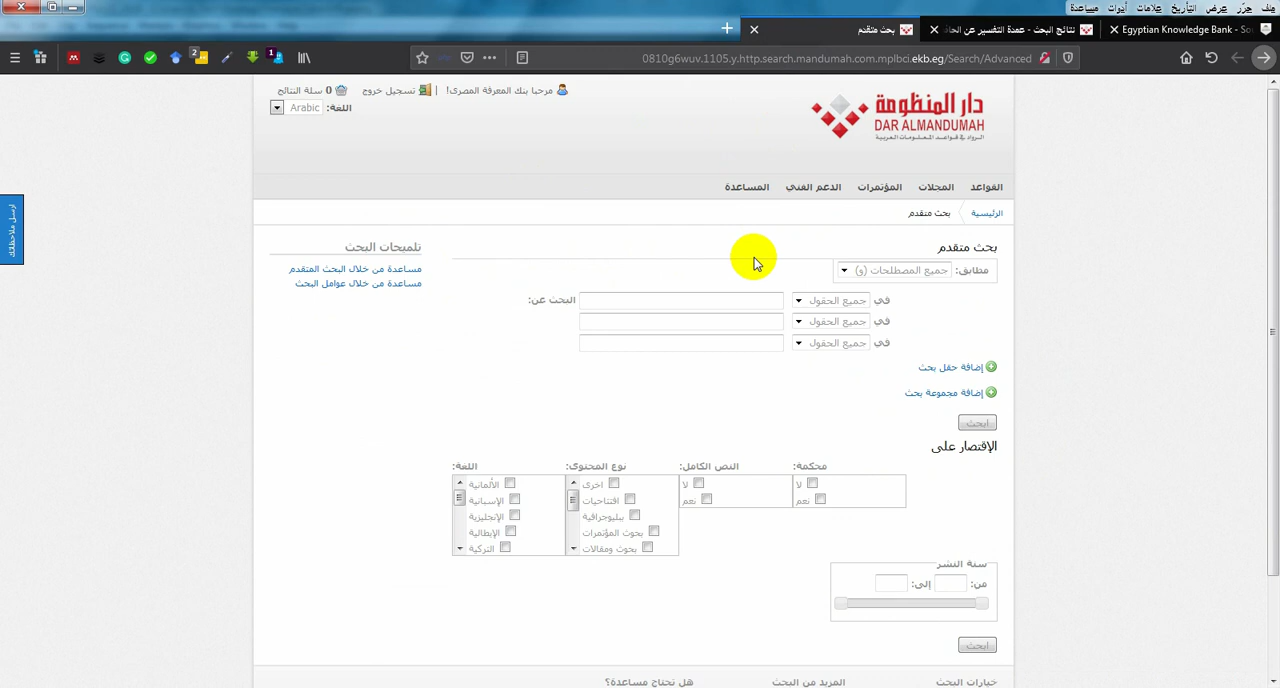 ملف حرّر عرض التأريخ علامات أدوات مساعدة
Egyptian Knowledge Bank - So
نتائج البحث - عمدة التفسير عن الحاف
بحث متقدم
0810g6wuv.1105.y.http.search.mandumah.com.mplbci.ekb.eg/Search/Advanced
2
1
دار المنظومة
DAR ALMANDUMAH
الرواد في قواعد المعلومات العربية
مرحبا بنك المعرفة المصرى! | تسجيل خروج 0 سلة النتائج
اللغة: Arabic
القواعد المجلات المؤتمرات الدعم الفني المساعدة
الرئيسية بحث متقدم
ارسل ملاحظاتك
بحث متقدم
مطابق: جميع المصطلحات (و)
البحث عن: في جميع الحقول
في جميع الحقول
في جميع الحقول
إضافة حقل بحث
إضافة مجموعة بحث
ابحث
تلميحات البحث
مساعدة من خلال البحث المتقدم
مساعدة من خلال عوامل البحث
الإقتصار على
محكمة: النص الكامل: نوع المحتوى: اللغة:
لا لا اخرى الألمانية
نعم نعم افتتاحيات الإسبانية
ببليوجرافية الإنجليزية
بحوث المؤتمرات الإيطالية
بحوث ومقالات التركية
سنة النشر
من: إلى:
ابحث
خيارات البحث المزيد من البحث هل تحتاج مساعدة؟